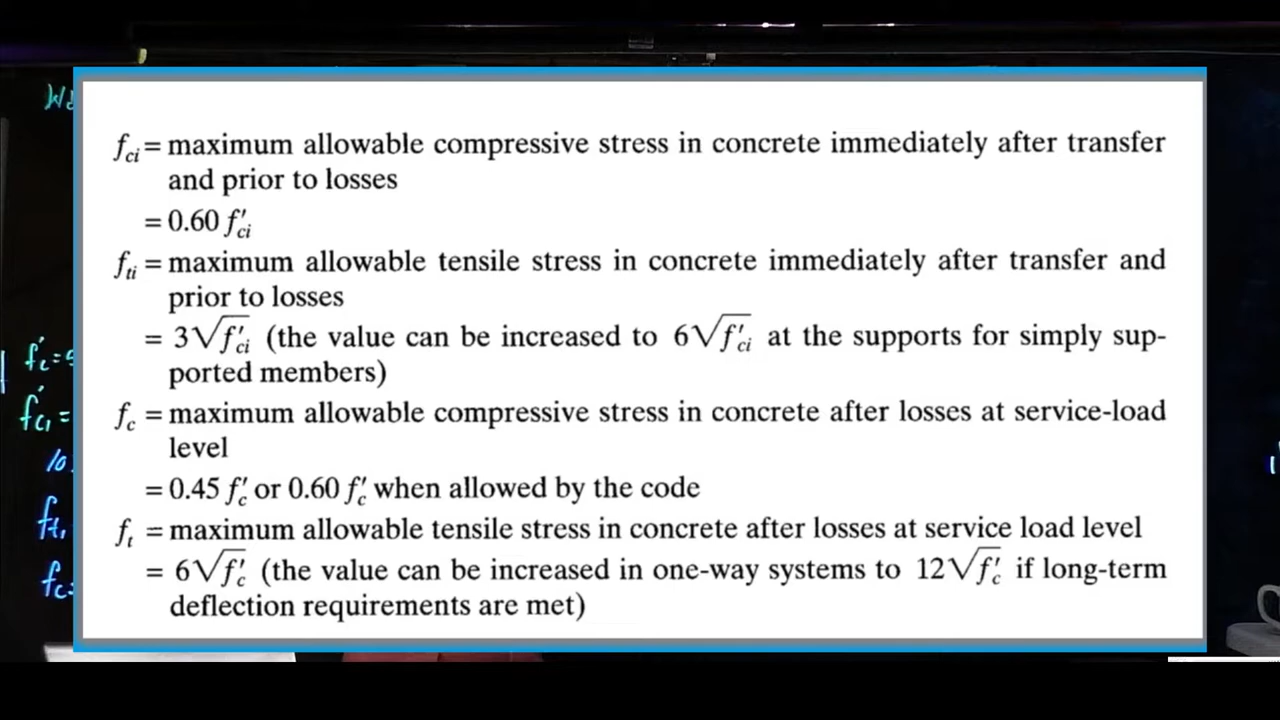 f_ci = maximum allowable compressive stress in concrete immediately after transfer
and prior to losses
= 0.60 f′_ci
f_ti = maximum allowable tensile stress in concrete immediately after transfer and
prior to losses
= 3√f′_ci (the value can be increased to 6√f′_ci at the supports for simply sup-
ported members)
f_c = maximum allowable compressive stress in concrete after losses at service-load
level
= 0.45 f′_c or 0.60 f′_c when allowed by the code
f_t = maximum allowable tensile stress in concrete after losses at service load level
= 6√f′_c (the value can be increased in one-way systems to 12√f′_c if long-term
deflection requirements are met)
f′c =
f′ci =
fti
fc =